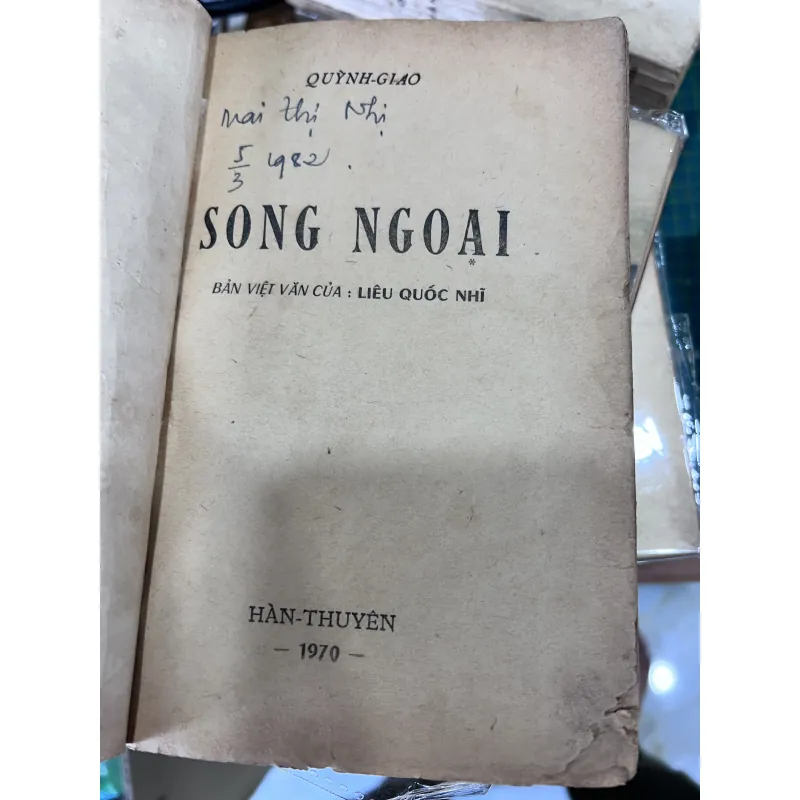 QUỲNH-GIAO
Mai Thị Nhị
5/3 1982.
SONG NGOẠI
*
BẢN VIỆT VĂN CỦA : LIÊU QUỐC NHĨ
HÀN-THUYÊN
— 1970 —